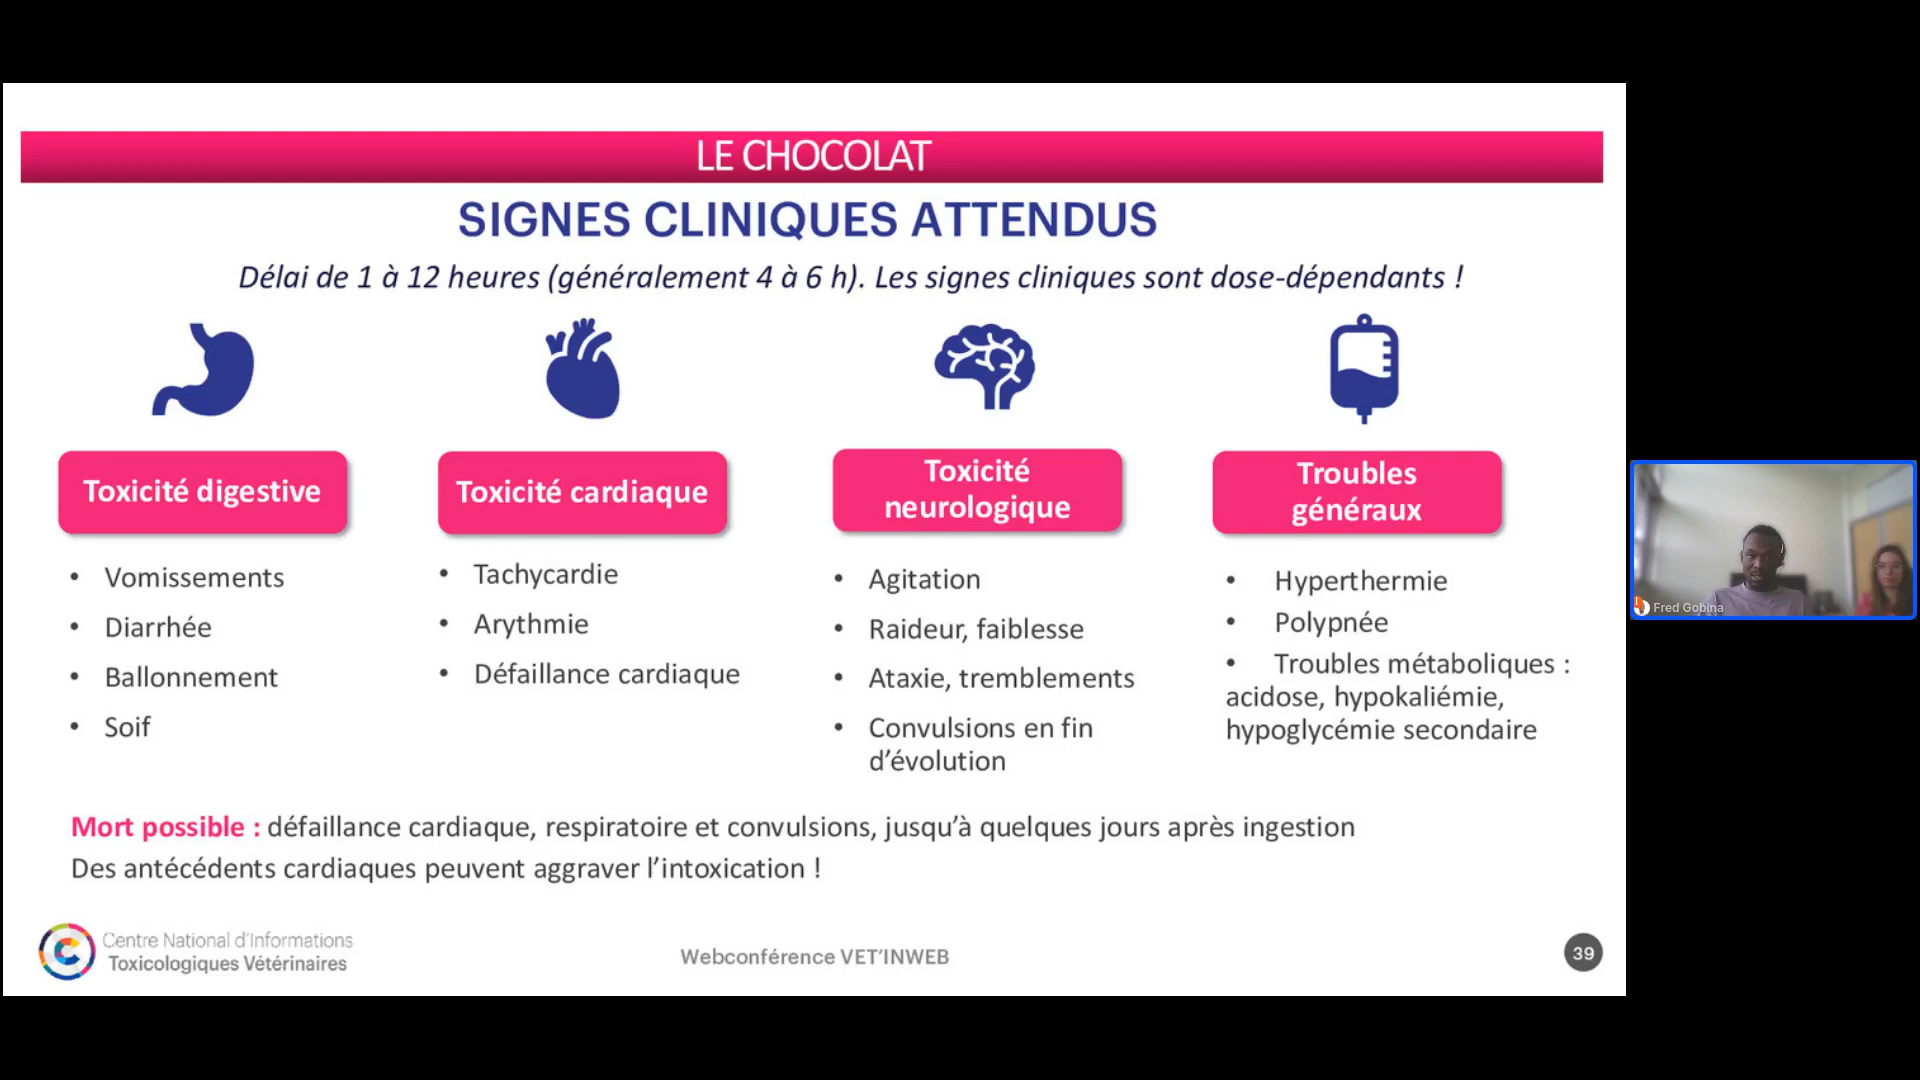 LE CHOCOLAT
SIGNES CLINIQUES ATTENDUS
Délai de 1 à 12 heures (généralement 4 à 6 h). Les signes cliniques sont dose-dépendants !
Toxicité digestive
• Vomissements
• Diarrhée
• Ballonnement
• Soif
Toxicité cardiaque
• Tachycardie
• Arythmie
• Défaillance cardiaque
Toxicité
neurologique
• Agitation
• Raideur, faiblesse
• Ataxie, tremblements
• Convulsions en fin
d’évolution
Troubles
généraux
• Hyperthermie
• Polypnée
• Troubles métaboliques :
acidose, hypokaliémie,
hypoglycémie secondaire
Mort possible : défaillance cardiaque, respiratoire et convulsions, jusqu’à quelques jours après ingestion
Des antécédents cardiaques peuvent aggraver l’intoxication !
Centre National d’Informations
Toxicologiques Vétérinaires
Webconférence VET’INWEB
39
Fred Gobina